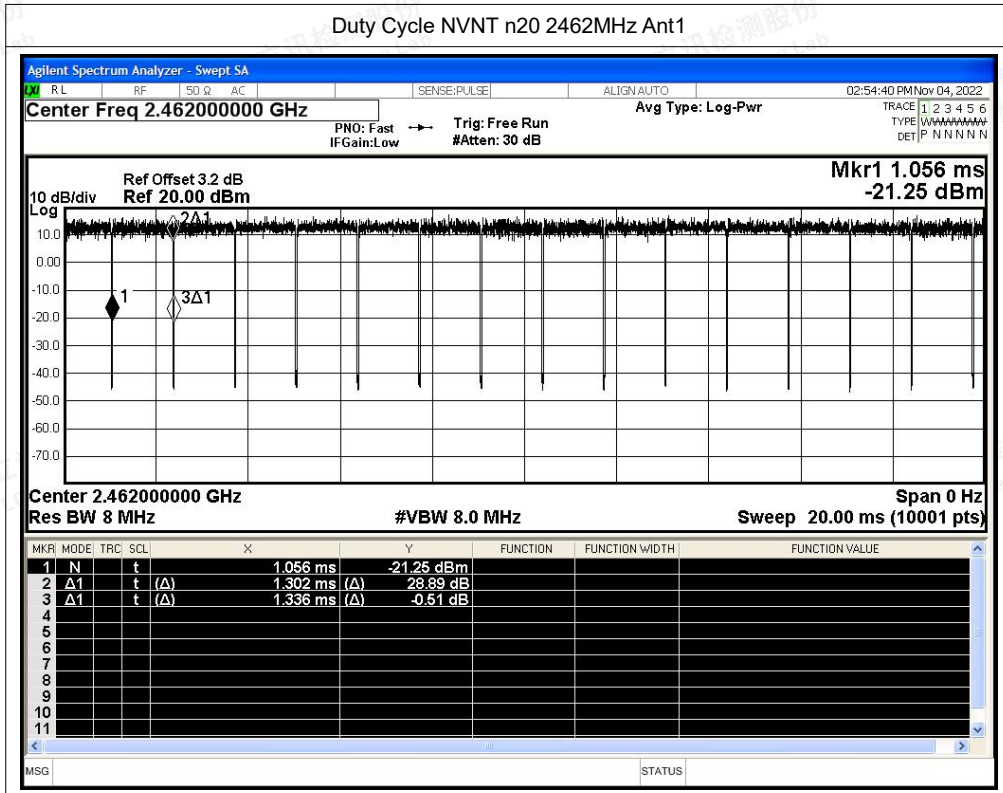 Duty Cycle NVNT n20 2462MHz Ant1
Agilent Spectrum Analyzer - Swept SA
LXI RL RF 50 Ω AC SENSE:PULSE ALIGN AUTO 02:54:40 PM Nov 04, 2022
Center Freq 2.462000000 GHz Avg Type: Log-Pwr TRACE 1 2 3 4 5 6
PNO: Fast Trig: Free Run TYPE WWWWWW
IFGain:Low #Atten: 30 dB DET P N N N N N
Mkr1 1.056 ms
Ref Offset 3.2 dB
10 dB/div Ref 20.00 dBm -21.25 dBm
Log
2Δ1
10.0
0.00
-10.0
1 3Δ1
-20.0
-30.0
-40.0
-50.0
-60.0
-70.0
Center 2.462000000 GHz Span 0 Hz
Res BW 8 MHz #VBW 8.0 MHz Sweep 20.00 ms (10001 pts)
MKR MODE TRC SCL X Y FUNCTION FUNCTION WIDTH FUNCTION VALUE
1 N t 1.056 ms -21.25 dBm
2 Δ1 t (Δ) 1.302 ms (Δ) 28.89 dB
3 Δ1 t (Δ) 1.336 ms (Δ) -0.51 dB
4
5
6
7
8
9
10
11
MSG STATUS